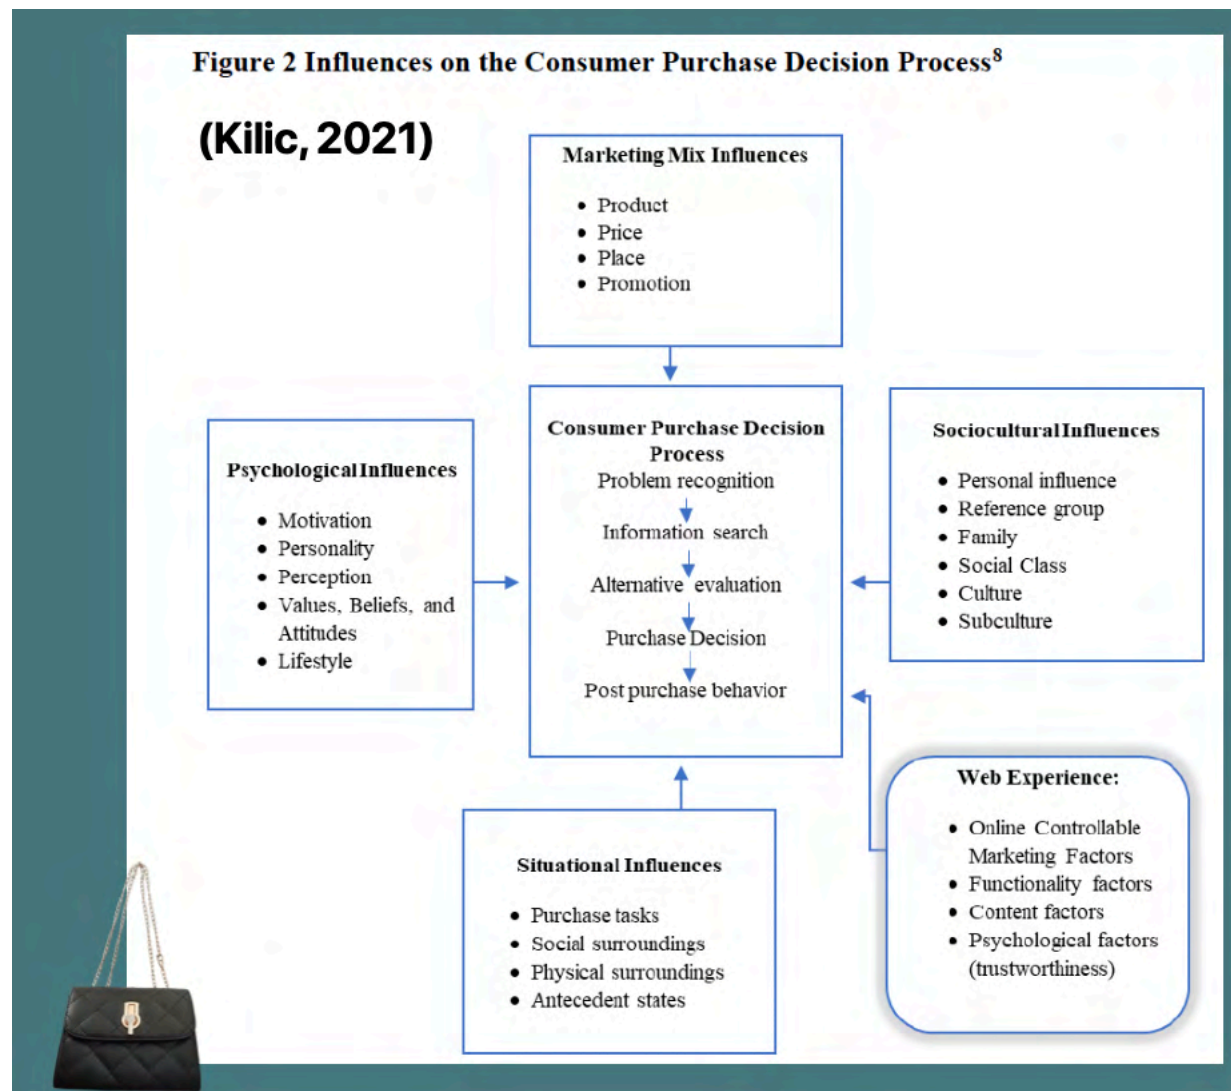 Figure 2 Influences on the Consumer Purchase Decision Process⁸
(Kilic, 2021)
Marketing Mix Influences
• Product
• Price
• Place
• Promotion
Psychological Influences
• Motivation
• Personality
• Perception
• Values, Beliefs, and
Attitudes
• Lifestyle
Consumer Purchase Decision
Process
Problem recognition
Information search
Alternative evaluation
Purchase Decision
Post purchase behavior
Sociocultural Influences
• Personal influence
• Reference group
• Family
• Social Class
• Culture
• Subculture
Situational Influences
• Purchase tasks
• Social surroundings
• Physical surroundings
• Antecedent states
Web Experience:
• Online Controllable
Marketing Factors
• Functionality factors
• Content factors
• Psychological factors
(trustworthiness)